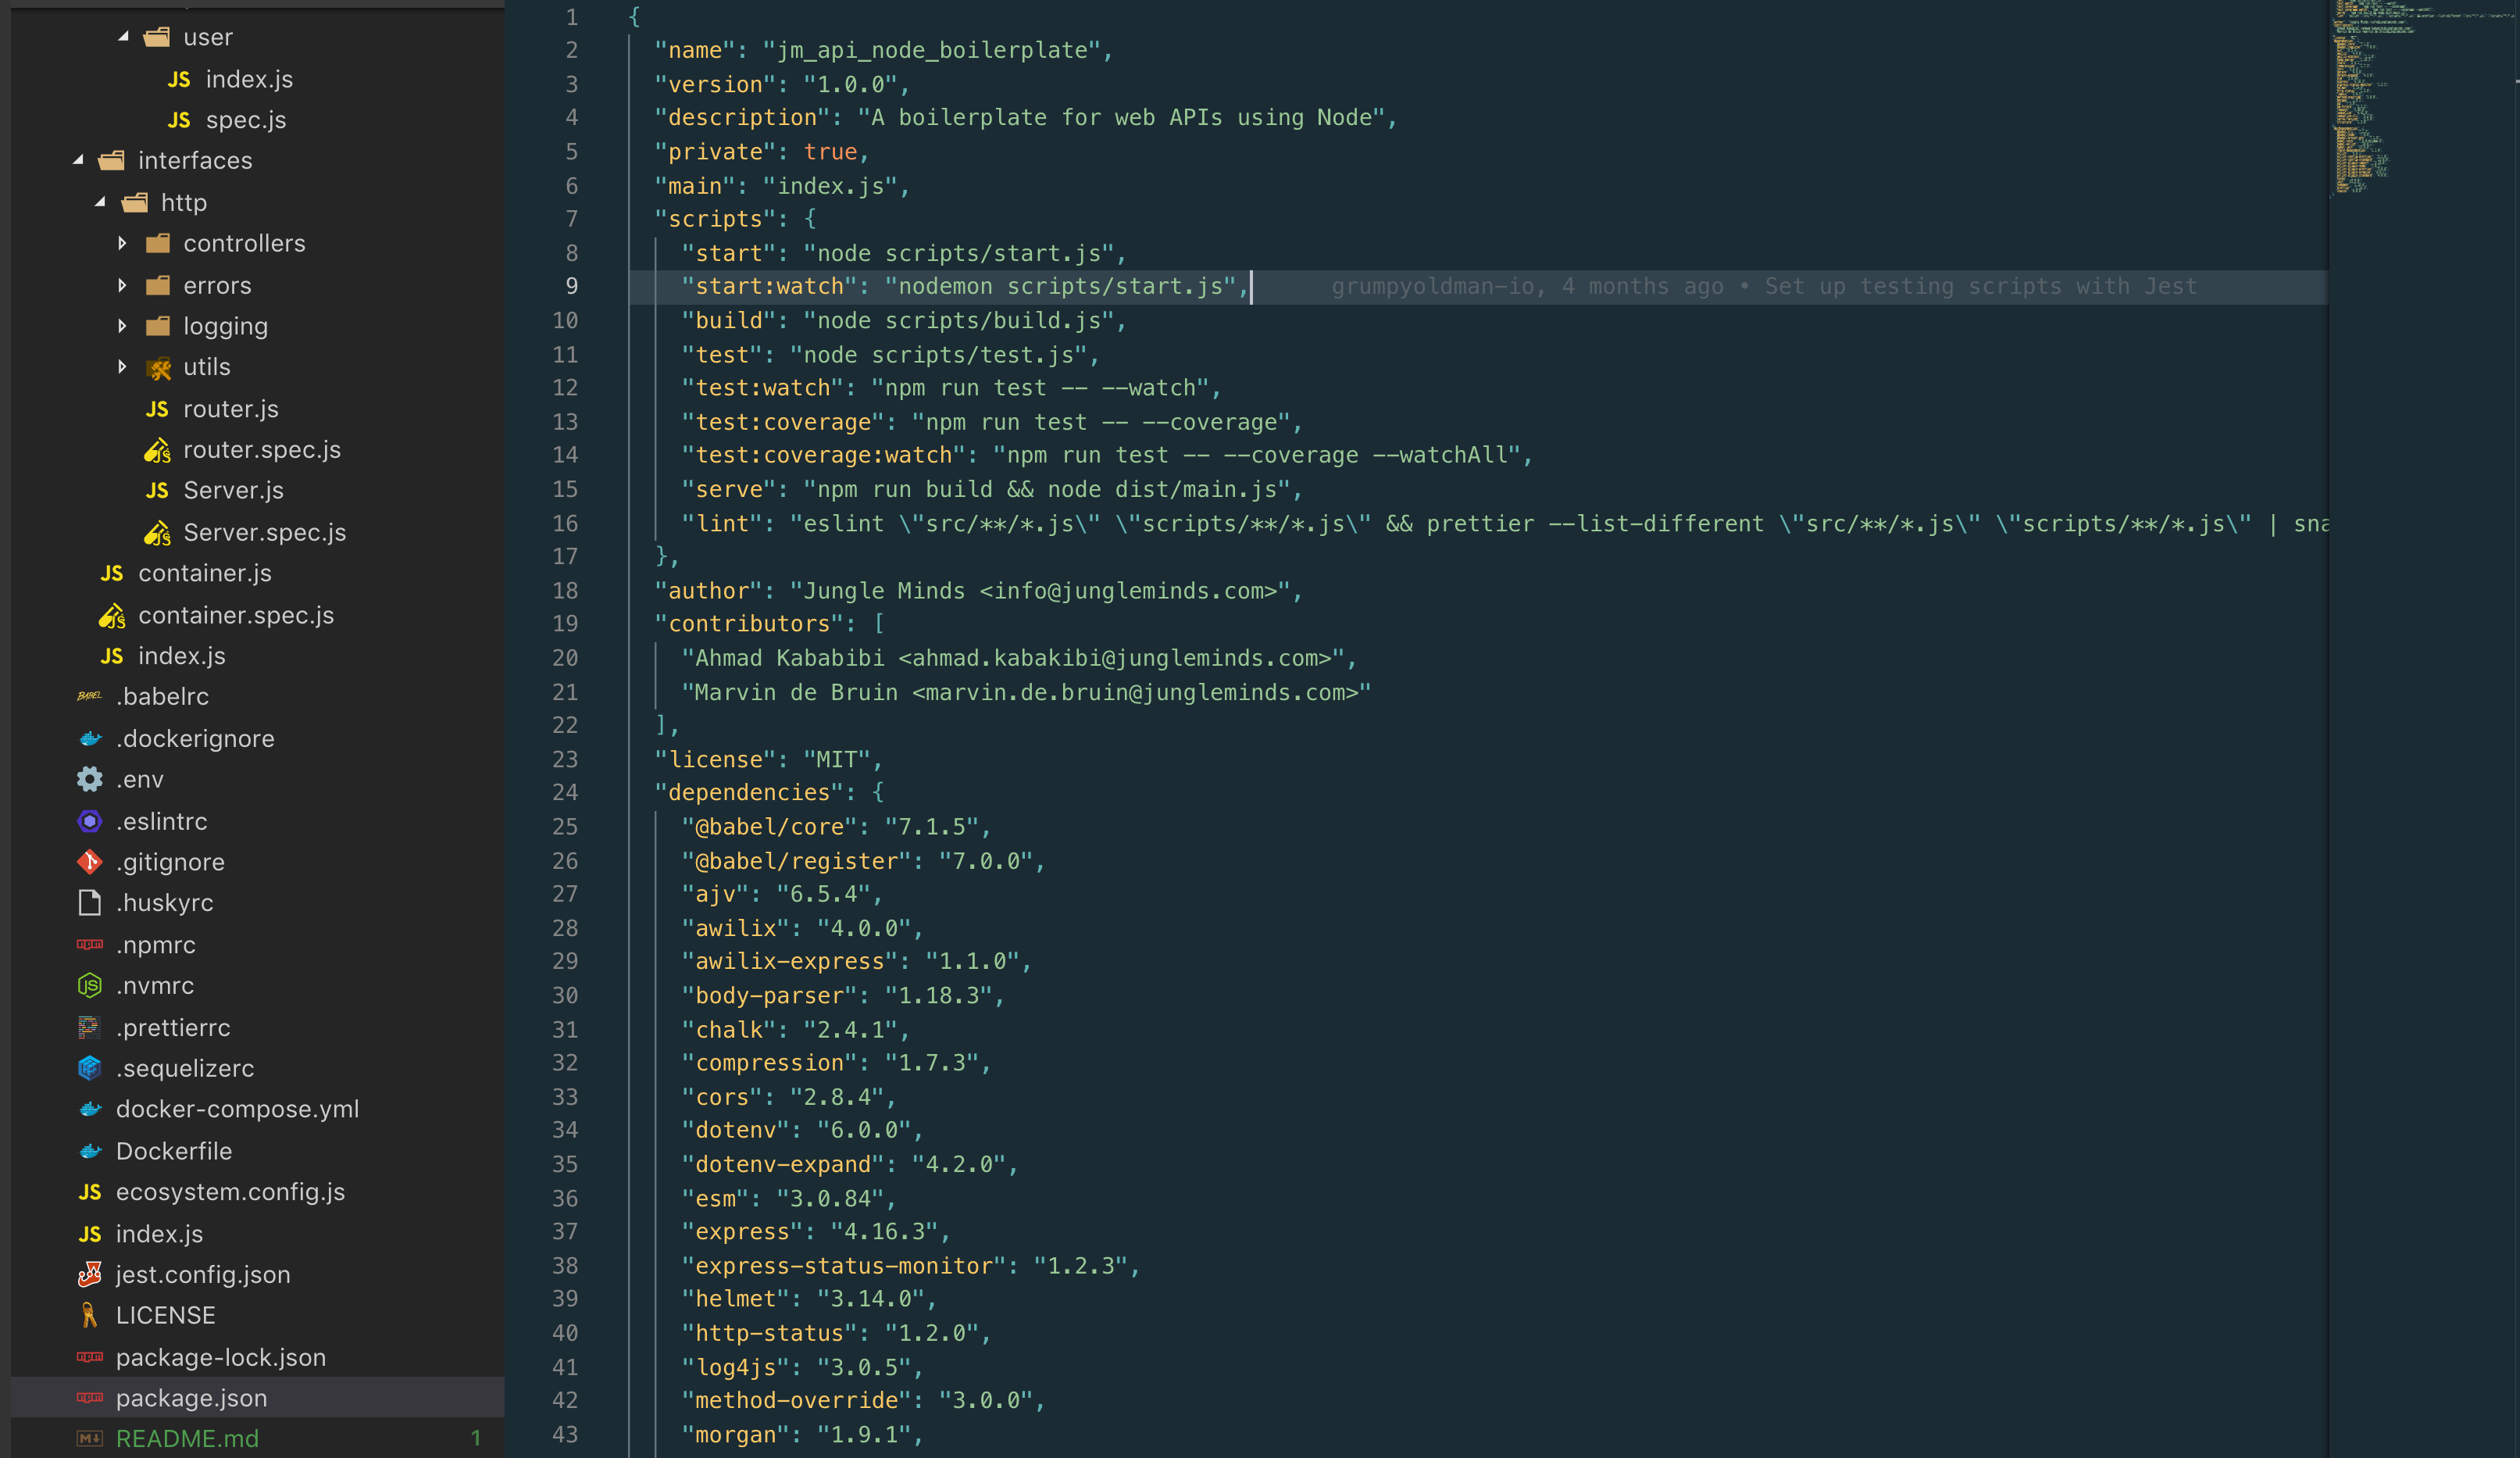 user
index.js
spec.js
interfaces
http
controllers
errors
logging
utils
router.js
router.spec.js
Server.js
Server.spec.js
container.js
container.spec.js
index.js
.babelrc
.dockerignore
.env
.eslintrc
.gitignore
.huskyrc
.npmrc
.nvmrc
.prettierrc
.sequelizerc
docker-compose.yml
Dockerfile
ecosystem.config.js
index.js
jest.config.json
LICENSE
package-lock.json
package.json
README.md 1
1 {
2 "name": "jm_api_node_boilerplate",
3 "version": "1.0.0",
4 "description": "A boilerplate for web APIs using Node",
5 "private": true,
6 "main": "index.js",
7 "scripts": {
8 "start": "node scripts/start.js",
9 "start:watch": "nodemon scripts/start.js", grumpyoldman-io, 4 months ago • Set up testing scripts with Jest
10 "build": "node scripts/build.js",
11 "test": "node scripts/test.js",
12 "test:watch": "npm run test -- --watch",
13 "test:coverage": "npm run test -- --coverage",
14 "test:coverage:watch": "npm run test -- --coverage --watchAll",
15 "serve": "npm run build && node dist/main.js",
16 "lint": "eslint \"src/**/*.js\" \"scripts/**/*.js\" && prettier --list-different \"src/**/*.js\" \"scripts/**/*.js\" | sna
17 },
18 "author": "Jungle Minds <info@jungleminds.com>",
19 "contributors": [
20 "Ahmad Kababibi <ahmad.kabakibi@jungleminds.com>",
21 "Marvin de Bruin <marvin.de.bruin@jungleminds.com>"
22 ],
23 "license": "MIT",
24 "dependencies": {
25 "@babel/core": "7.1.5",
26 "@babel/register": "7.0.0",
27 "ajv": "6.5.4",
28 "awilix": "4.0.0",
29 "awilix-express": "1.1.0",
30 "body-parser": "1.18.3",
31 "chalk": "2.4.1",
32 "compression": "1.7.3",
33 "cors": "2.8.4",
34 "dotenv": "6.0.0",
35 "dotenv-expand": "4.2.0",
36 "esm": "3.0.84",
37 "express": "4.16.3",
38 "express-status-monitor": "1.2.3",
39 "helmet": "3.14.0",
40 "http-status": "1.2.0",
41 "log4js": "3.0.5",
42 "method-override": "3.0.0",
43 "morgan": "1.9.1",